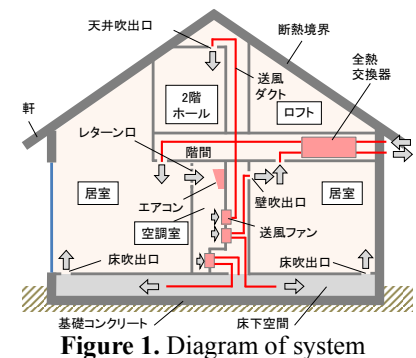 天井吹出口
断熱境界
全熱
交換器
送風
ダクト
2階
ホール
ロフト
軒
レターン口
階間
居室
エアコン
壁吹出口
居室
空調室
送風ファン
床吹出口
床吹出口
基礎コンクリート
床下空間
Figure 1. Diagram of system